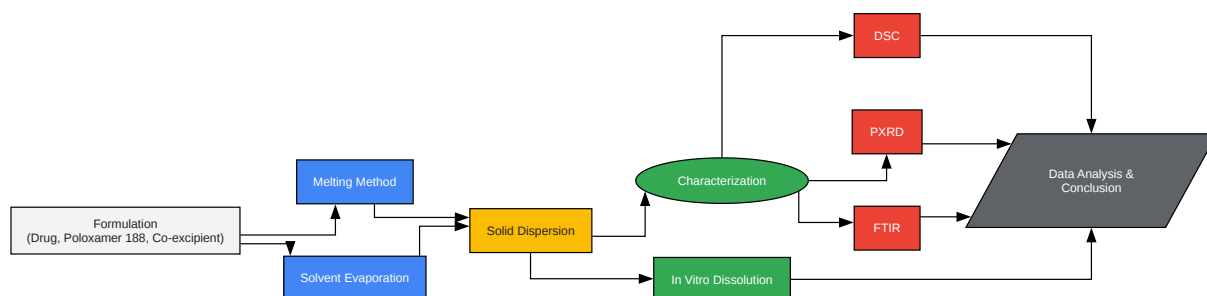 Formulation
(Drug, Poloxamer 188, Co-excipient)
Melting Method
Solvent Evaporation
Solid Dispersion
Characterization
In Vitro Dissolution
DSC
PXRD
FTIR
Data Analysis &
Conclusion